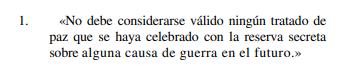 1. «No debe considerarse válido ningún tratado de
paz que se haya celebrado con la reserva secreta
sobre alguna causa de guerra en el futuro.»